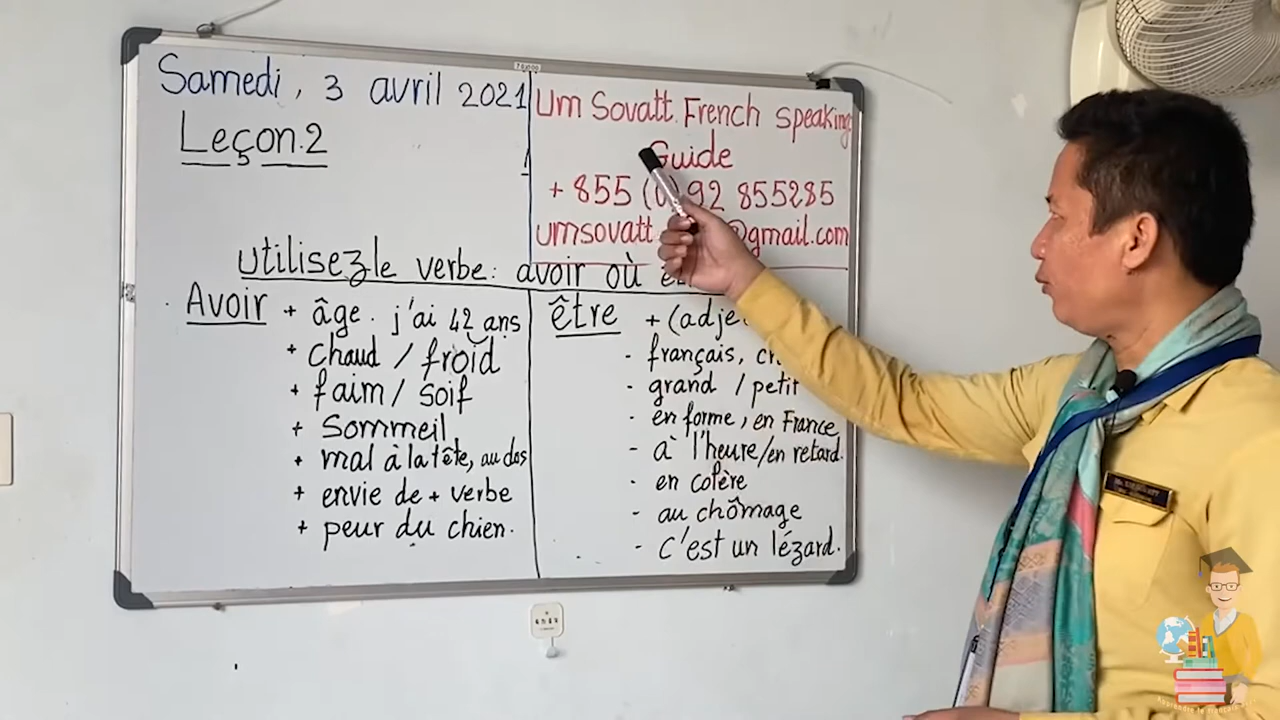 Samedi, 3 avril 2021
Leçon.2
Um Sovatt French speaking
Guide
+ 855 (0) 92 855285
umsovatt @gmail.com
utilisez le verbe: avoir où
Avoir + âge. j'ai 42 ans
+ chaud / froid
+ faim / soif
+ Sommeil
+ mal à la tête, au dos
+ envie de + verbe
+ peur du chien.
être + (adje
- français,
- grand / petit
- en forme, en France
- à l'heure/en retard.
- en colère
- au chômage
- c'est un lézard.